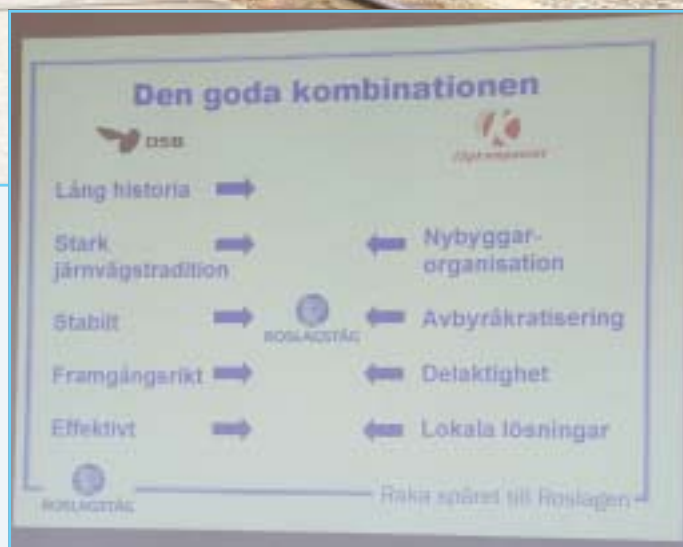 Den goda kombinationen
DSB
Tågkompaniet
Lång historia
Stark
järnvägstradition
Nybyggar-
organisation
Stabilt
ROSLAGSTÅG
Avbyråkratisering
Framgångsrikt
Delaktighet
Effektivt
Lokala lösningar
ROSLAGSTÅG
Raka spåret till Roslagen